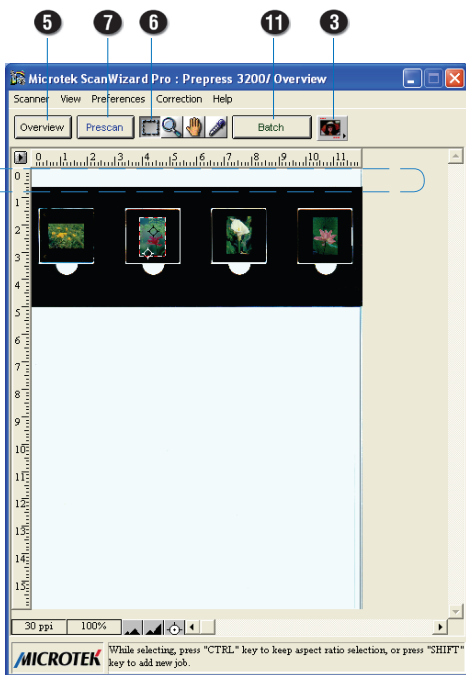 5 7 6 11 3
Microtek ScanWizard Pro : Prepress 3200/ Overview
Scanner View Preferences Correction Help
Overview Prescan Batch
0 1 2 3 4 5 6 7 8 9 10 11
0
1
2
3
4
5
6
7
8
9
10
11
12
13
14
15
30 ppi 100%
MICROTEK While selecting, press "CTRL" key to keep aspect ratio selection, or press "SHIFT"
key to add new job.